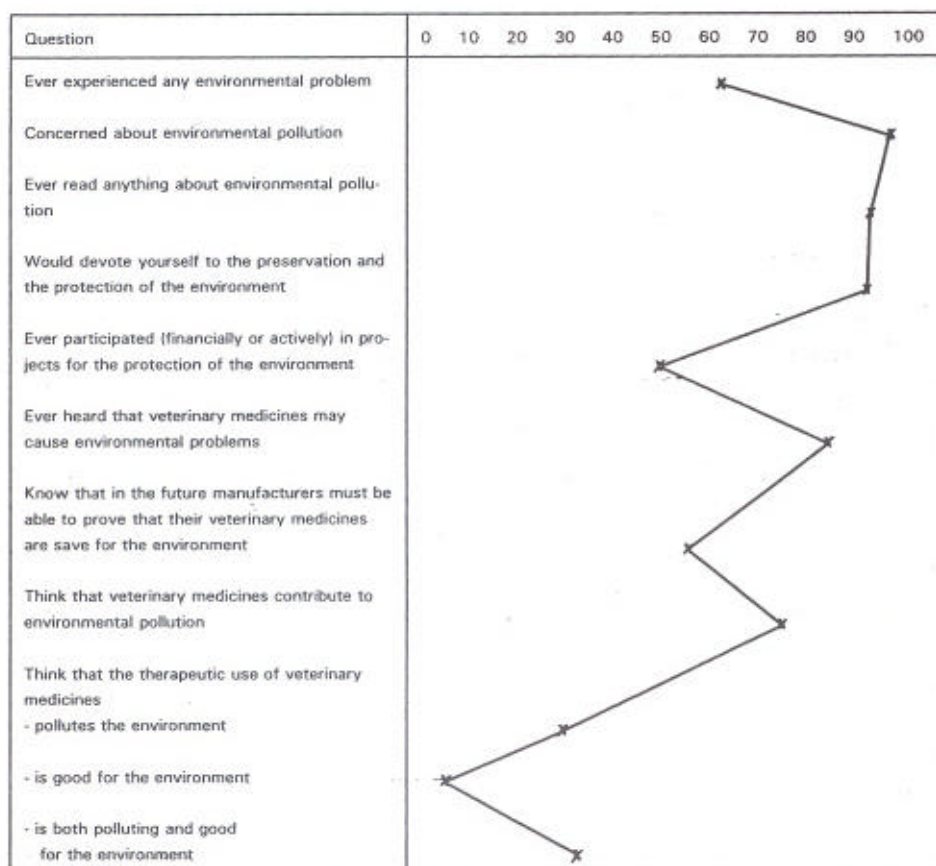 Question 0 10 20 30 40 50 60 70 80 90 100
Ever experienced any environmental problem
Concerned about environmental pollution
Ever read anything about environmental pollu-
tion
Would devote yourself to the preservation and
the protection of the environment
Ever participated (financially or actively) in pro-
jects for the protection of the environment
Ever heard that veterinary medicines may
cause environmental problems
Know that in the future manufacturers must be
able to prove that their veterinary medicines
are save for the environment
Think that veterinary medicines contribute to
environmental pollution
Think that the therapeutic use of veterinary
medicines
- pollutes the environment
- is good for the environment
- is both polluting and good
for the environment